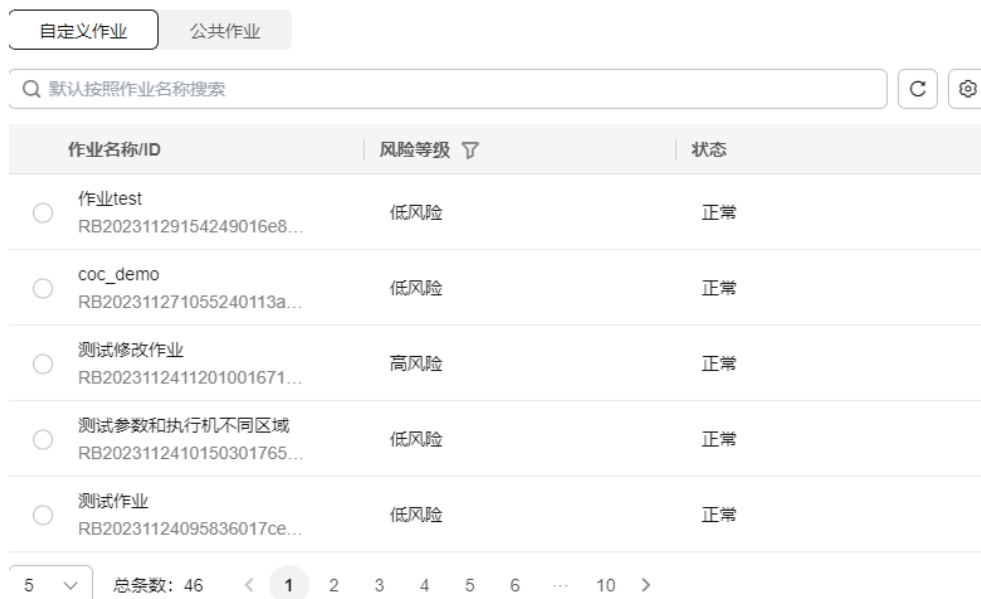 自定义作业 公共作业
默认按照作业名称搜索
作业名称/ID 风险等级 状态
作业test
RB20231129154249016e8...
低风险 正常
coc_demo
RB202311271055240113a...
低风险 正常
测试修改作业
RB2023112411201001671...
高风险 正常
测试参数和执行机不同区域
RB2023112410150301765...
低风险 正常
测试作业
RB20231124095836017ce...
低风险 正常
5 总条数：46 < 1 2 3 4 5 6 ... 10 >